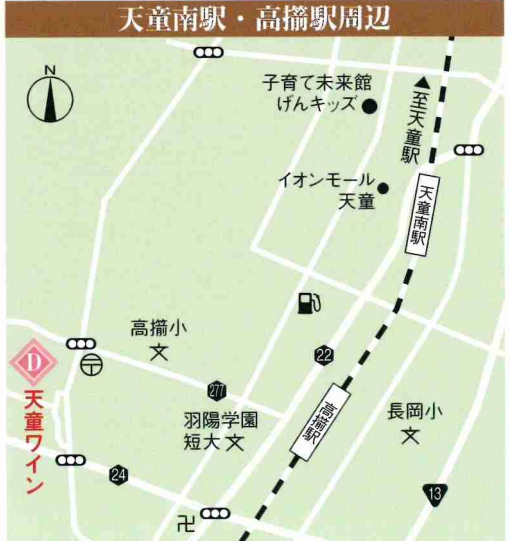 天童南駅・高擶駅周辺
N
子育て未来館
げんキッズ
至天童駅
イオンモール
天童
天童南駅
高擶小
22
D
天童ワイン
277
羽陽学園
短大
高擶駅
長岡小
24
13